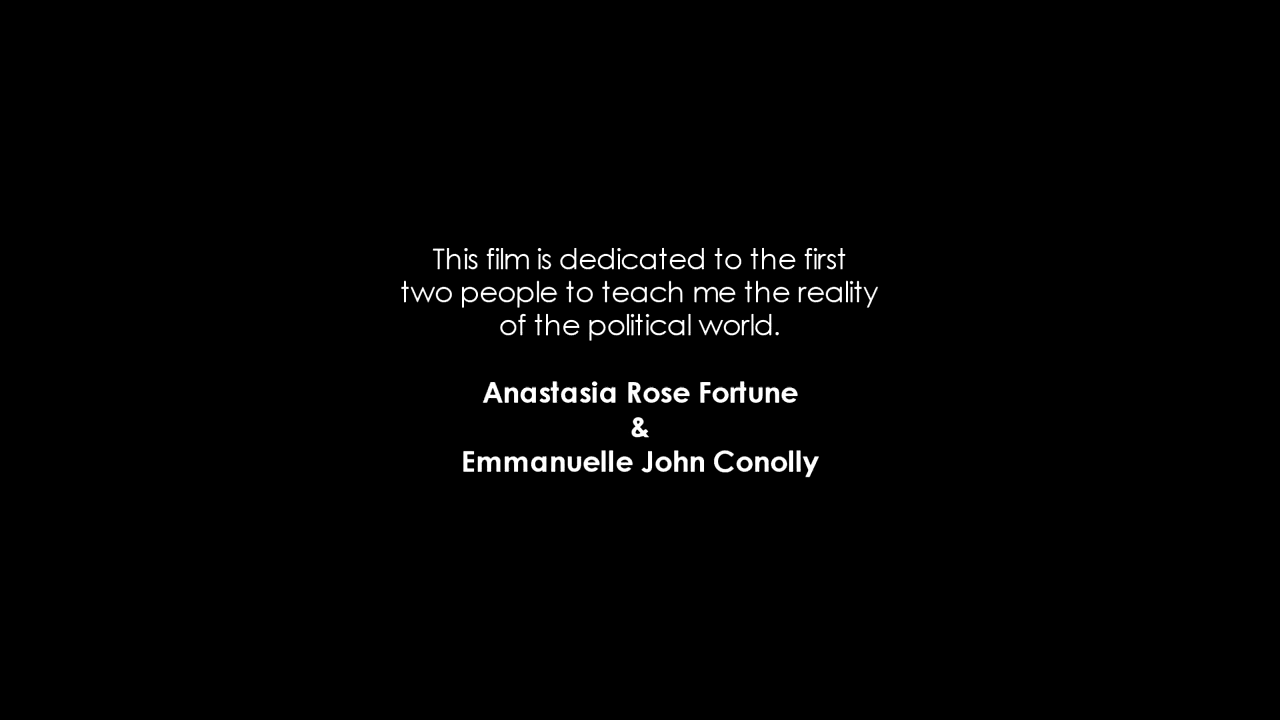 This film is dedicated to the first
two people to teach me the reality
of the political world.
Anastasia Rose Fortune
&
Emmanuelle John Conolly